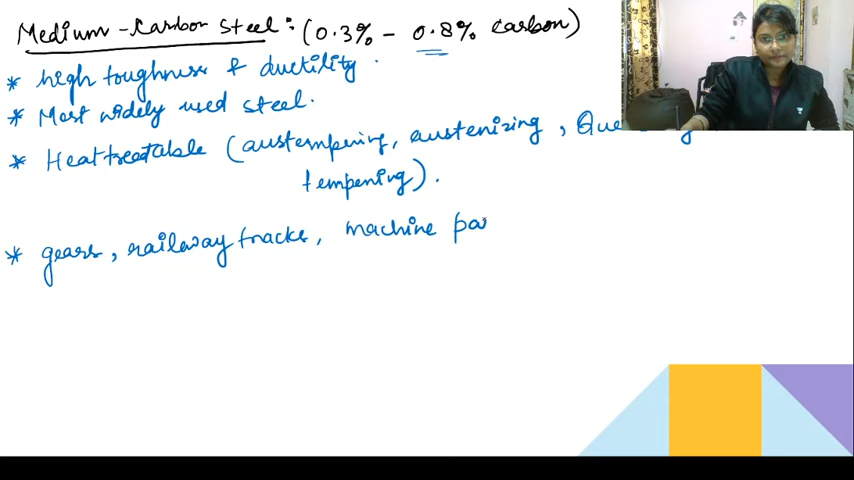 Medium - Carbon Steel : (0.3% - 0.8% carbon)
* high toughness & ductility .
* Most widely used steel.
* Heattreatable (austempering, austenizing ,
tempering) .
* gears, railway tracks, machine pa